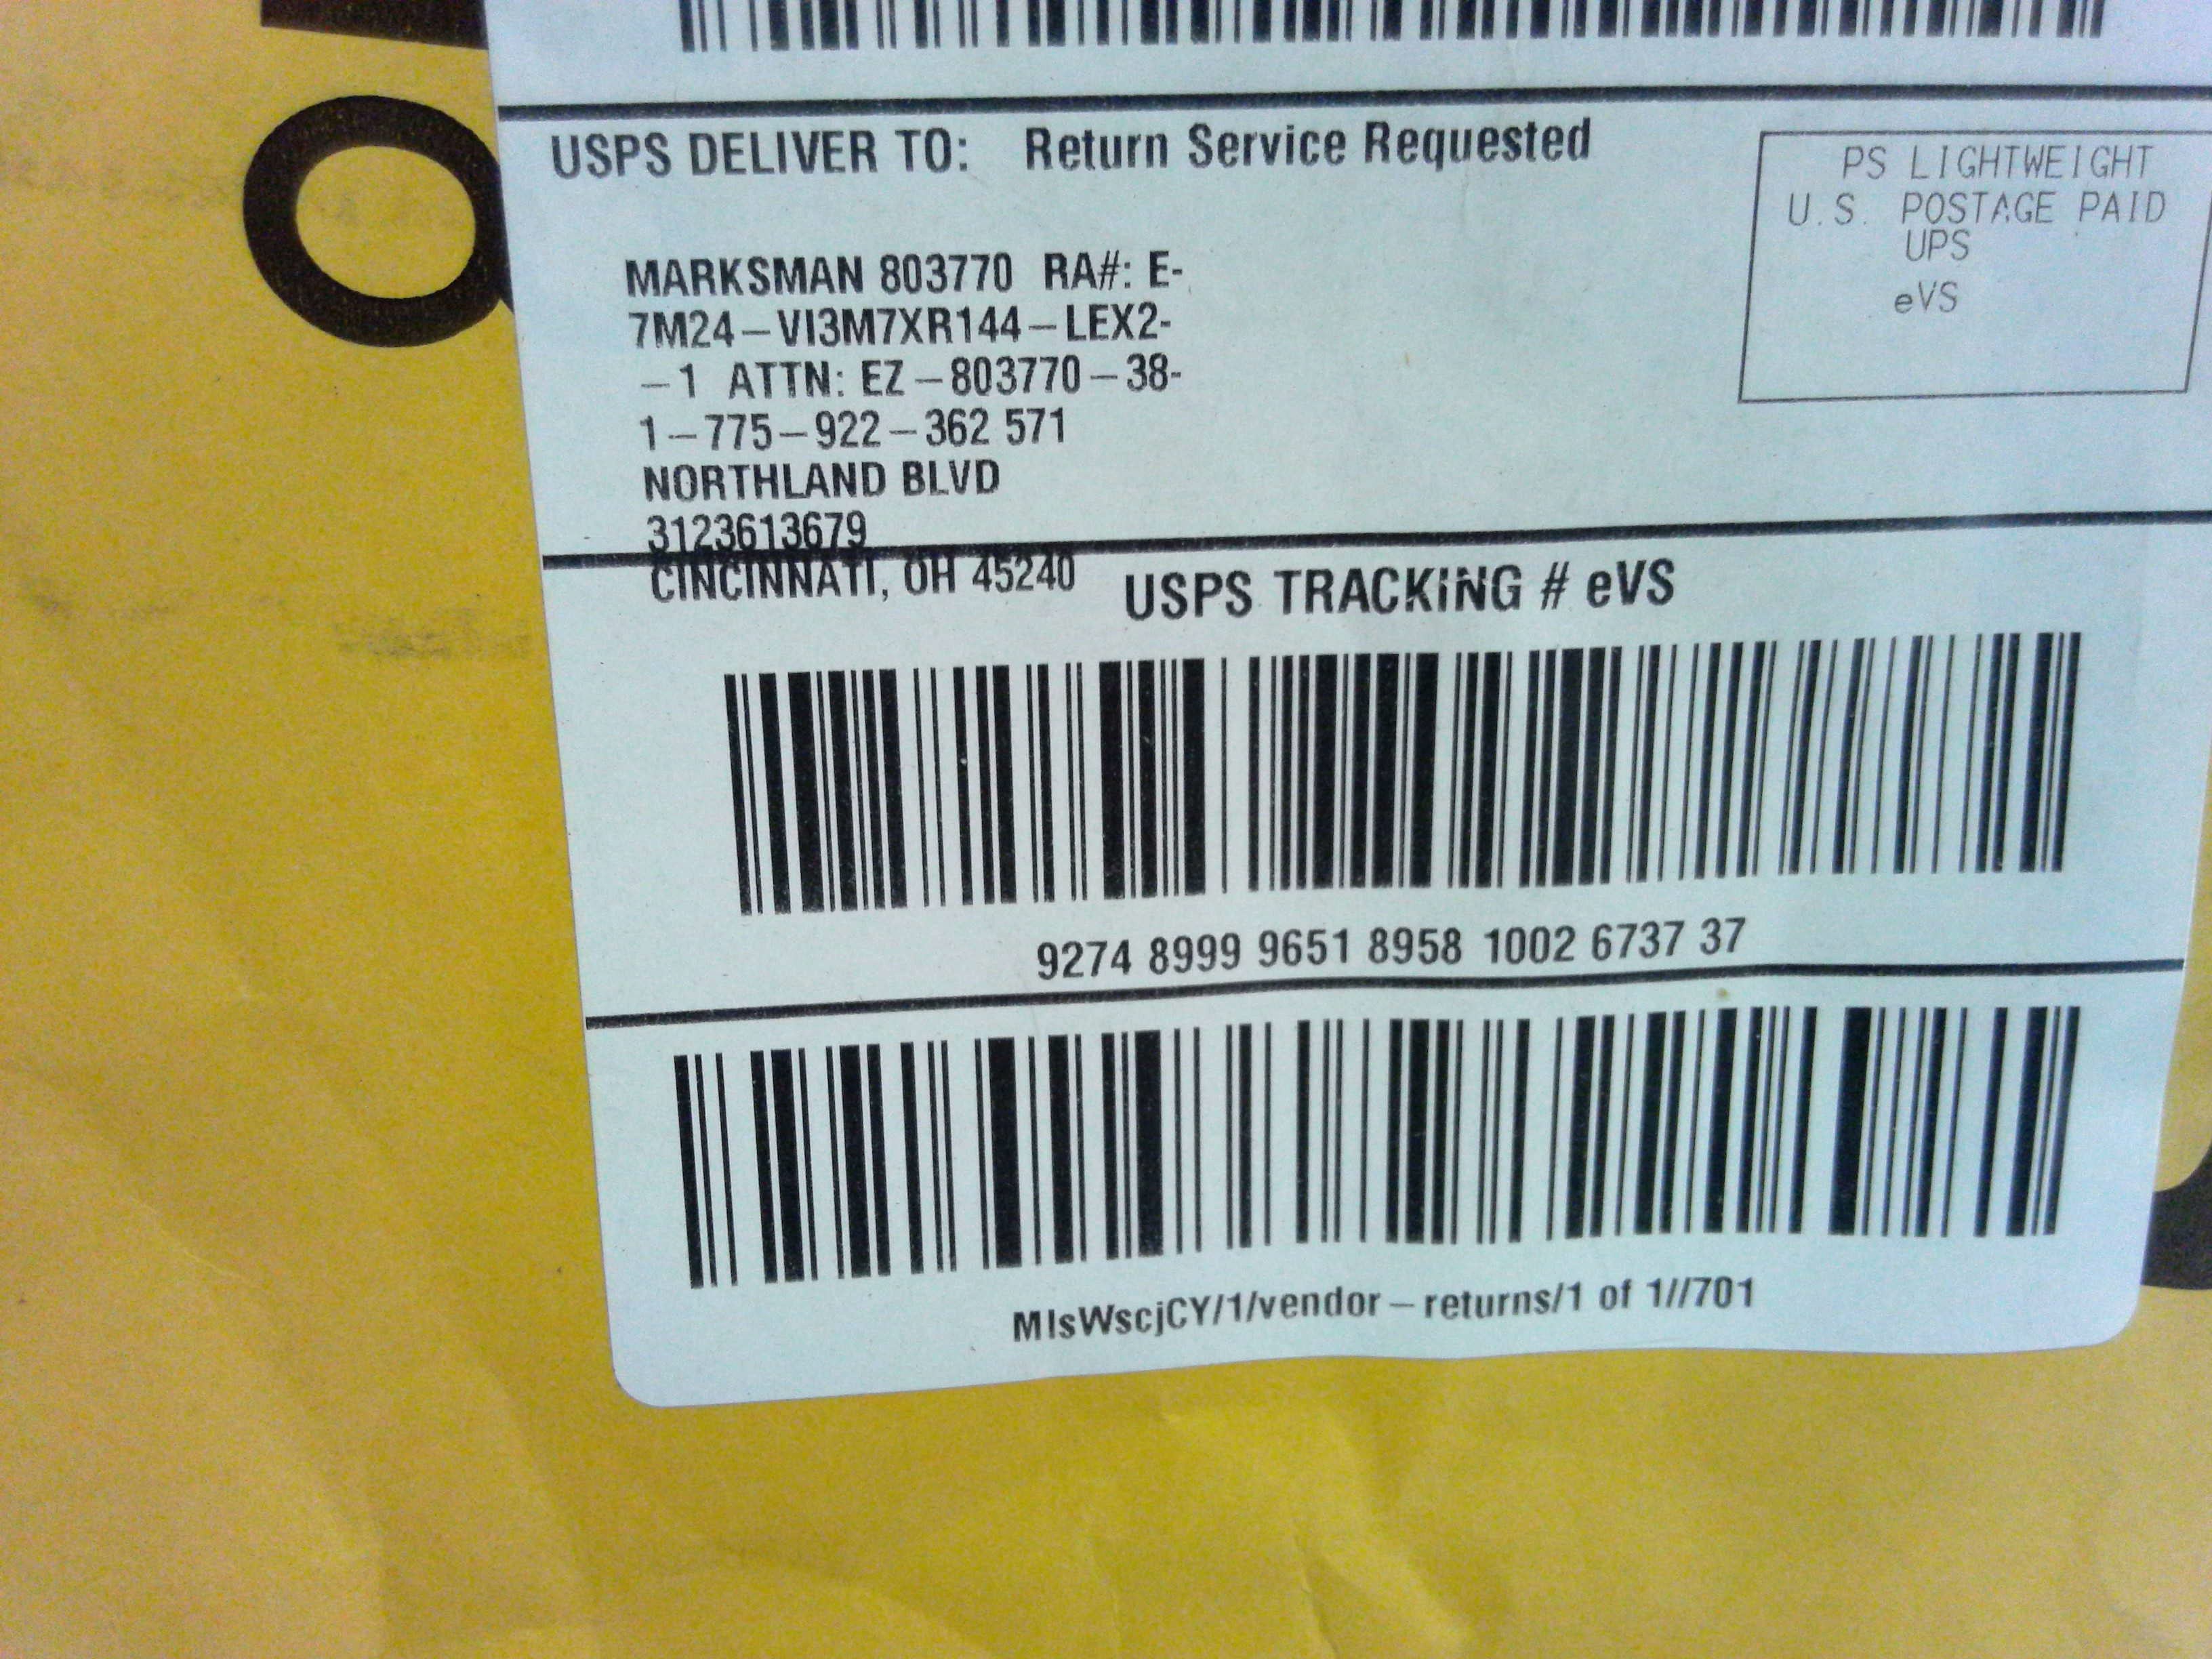 USPS DELIVER TO: Return Service Requested
PS LIGHTWEIGHT
U.S. POSTAGE PAID
UPS
eVS
MARKSMAN 803770 RA#: E-
7M24-VI3M7XR144-LEX2-
-1 ATTN: EZ-803770-38-
1-775-922-362 571
NORTHLAND BLVD
3123613679
CINCINNATI, OH 45240
USPS TRACKING # eVS
9274 8999 9651 8958 1002 6737 37
MIsWscjCY/1/vendor-returns/1 of 1//701